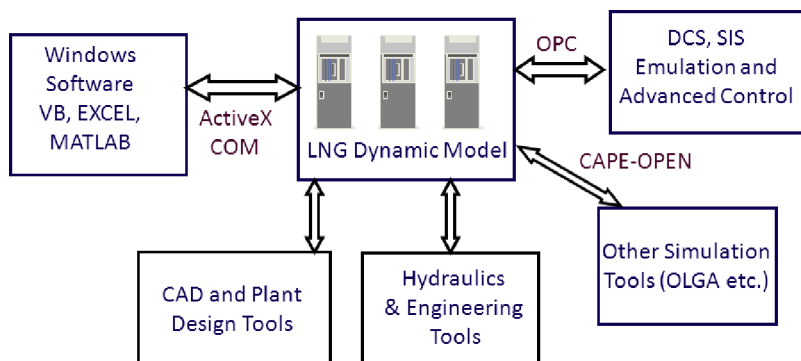 Windows
Software
VB, EXCEL,
MATLAB
ActiveX
COM
LNG Dynamic Model
OPC
DCS, SIS
Emulation and
Advanced Control
CAPE-OPEN
Other Simulation
Tools (OLGA etc.)
Hydraulics
& Engineering
Tools
CAD and Plant
Design Tools